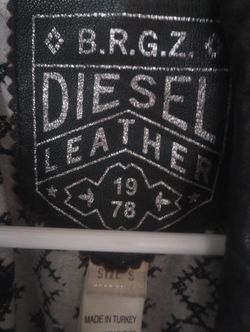 B.R.G.Z.
DIESEL
LEATHER
19
78
SIZE S
MADE IN TURKEY